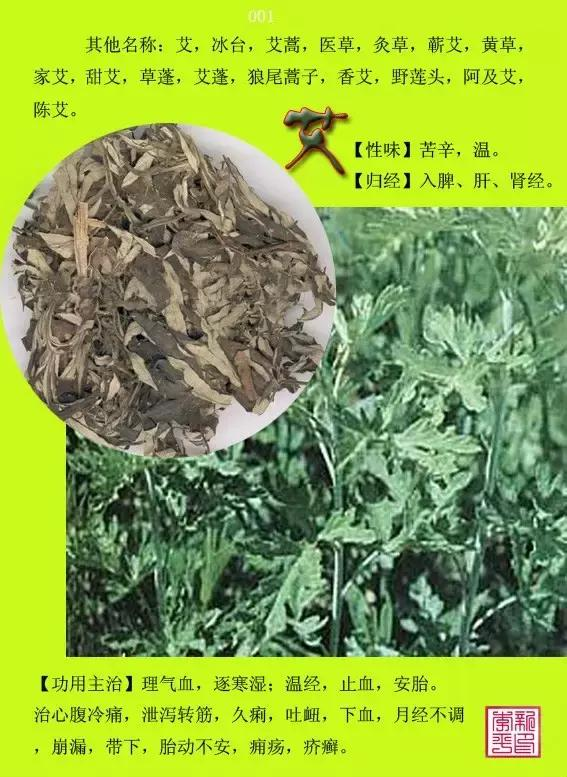 001
其他名称：艾，冰台，艾蒿，医草，灸草，蕲艾，黄草，
家艾，甜艾，草蓬，艾蓬，狼尾蒿子，香艾，野莲头，阿及艾，
陈艾。
艾
【性味】苦辛，温。
【归经】入脾、肝、肾经。
【功用主治】理气血，逐寒湿；温经，止血，安胎。
治心腹冷痛，泄泻转筋，久痢，吐衄，下血，月经不调
，崩漏，带下，胎动不安，痈疡，疥癣。